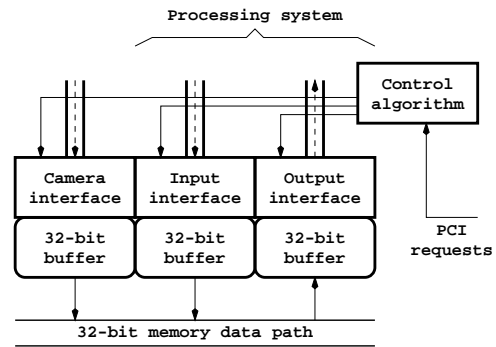 Processing system
Control
algorithm
Camera
interface
Input
interface
Output
interface
32-bit
buffer
32-bit
buffer
32-bit
buffer
PCI
requests
32-bit memory data path